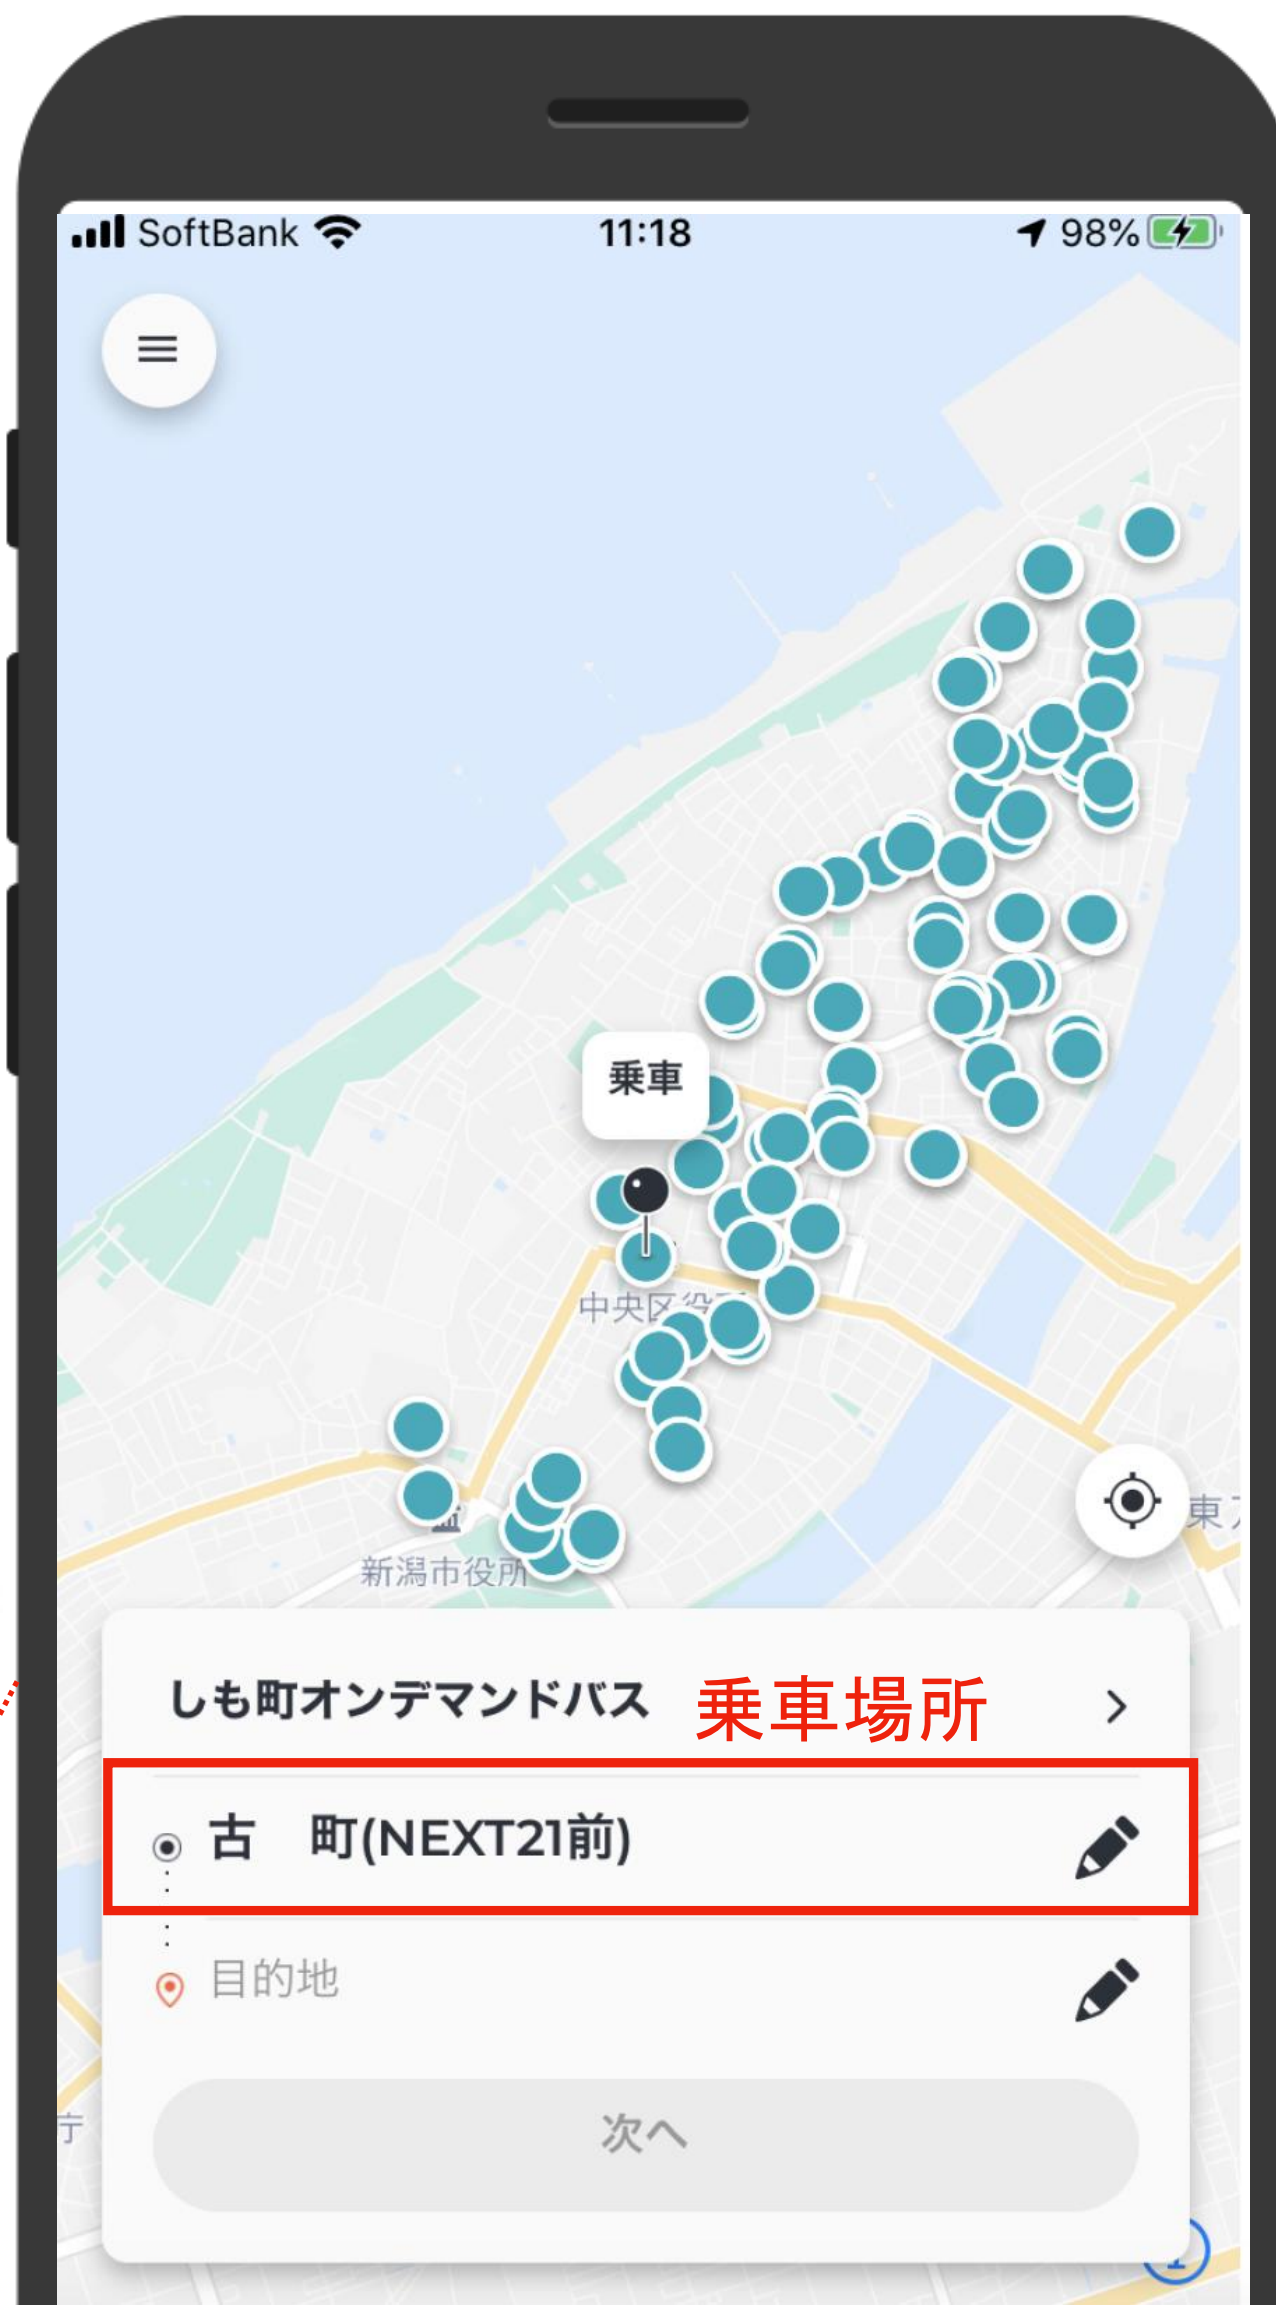 SoftBank 11:18 98%
乗車
中央区役
東
新潟市役所
しも町オンデマンドバス 乗車場所
古　町(NEXT21前)
目的地
庁
次へ